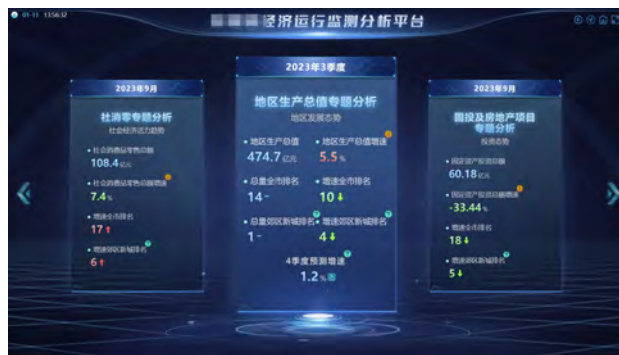 01-11 13:56:32
经济运行监测分析平台
2023年9月
社消零专题分析
社会经济活力趋势
社会消费品零售总额
108.4亿元
社会消费品零售总额增速
7.4%
增速全市排名
17↑
增速郊区新城排名
6↑
2023年3季度
地区生产总值专题分析
地区发展态势
地区生产总值 地区生产总值增速
474.7亿元 5.5%
总量全市排名 增速全市排名
14- 10↓
总量郊区新城排名 增速郊区新城排名
1- 4↓
4季度预测增速
1.2%
2023年9月
固投及房地产项目
专题分析
投资态势
固定资产投资总额
60.18亿元
固定资产投资总额增速
-33.44%
增速全市排名
18↓
增速郊区新城排名
5↓